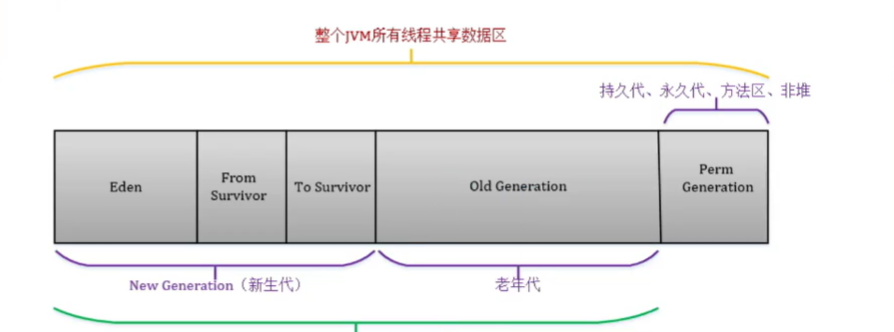 整个JVM所有线程共享数据区
持久代、永久代、方法区、非堆
Eden
From
Survivor
To Survivor
Old Generation
Perm
Generation
New Generation（新生代）
老年代